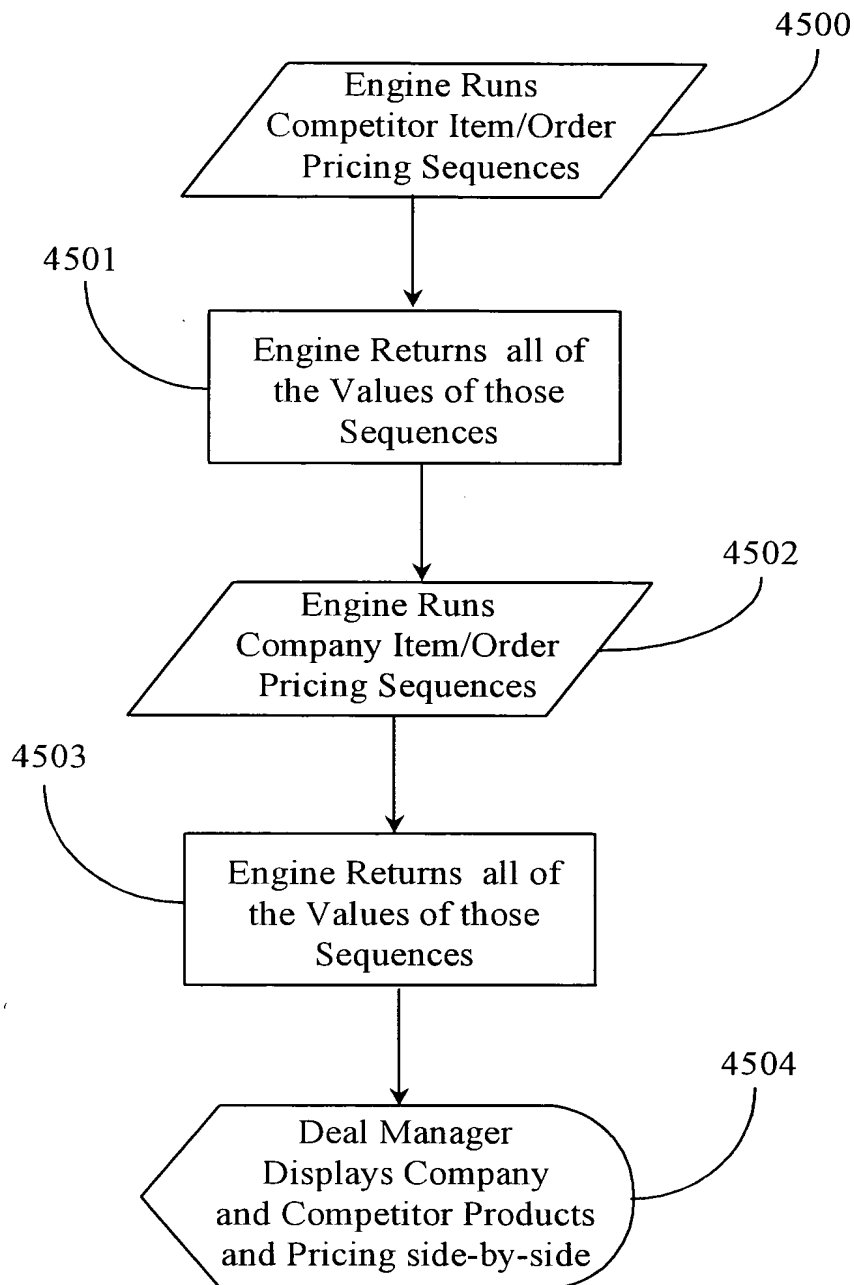 4500
Engine Runs
Competitor Item/Order
Pricing Sequences
4501
Engine Returns all of
the Values of those
Sequences
4502
Engine Runs
Company Item/Order
Pricing Sequences
4503
Engine Returns all of
the Values of those
Sequences
4504
Deal Manager
Displays Company
and Competitor Products
and Pricing side-by-side